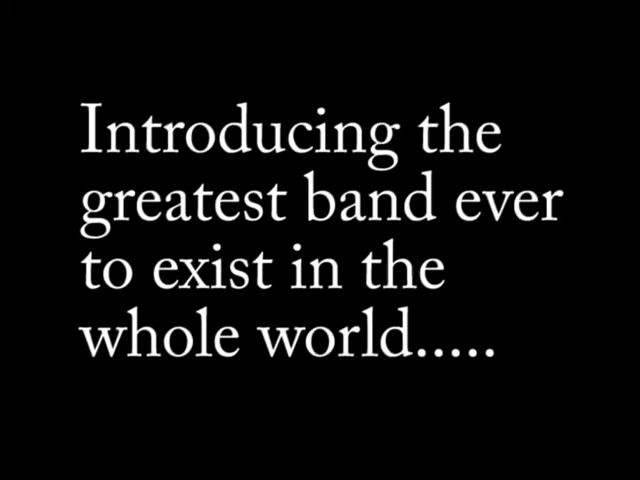 Introducing the
greatest band ever
to exist in the
whole world.....